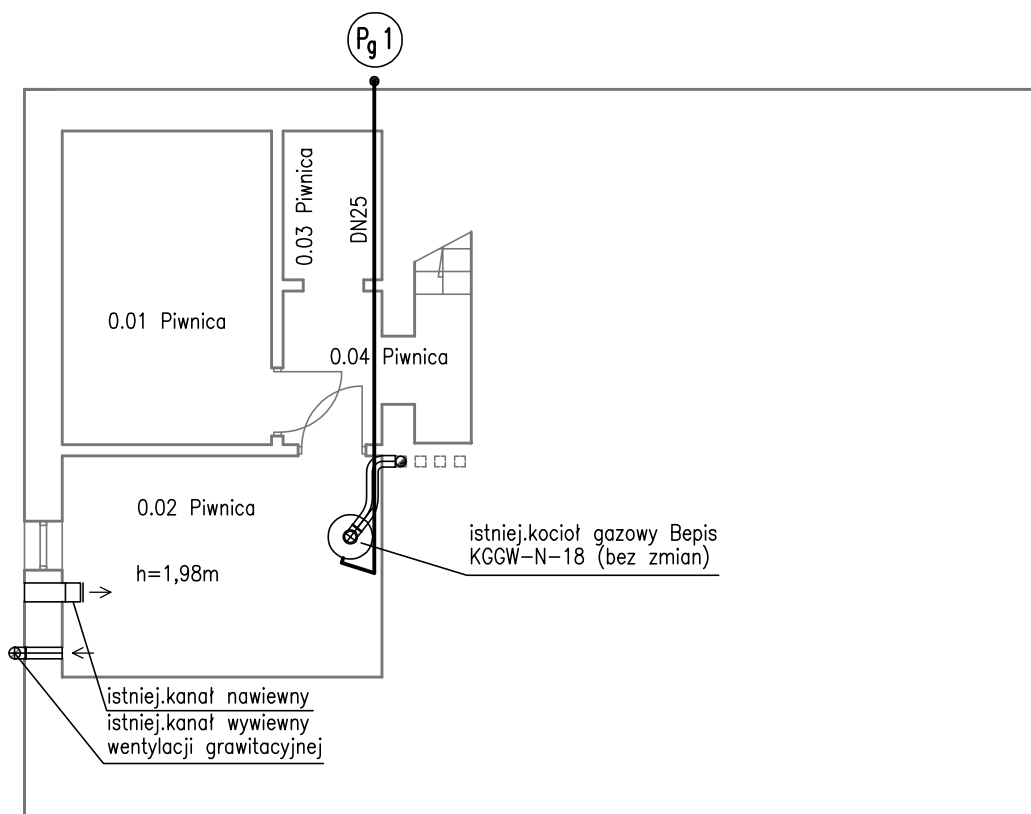 Pg 1
0.03 Piwnica
DN25
0.01 Piwnica
0.04 Piwnica
0.02 Piwnica
h=1,98m
istniej.kocioł gazowy Bepis
KGGW-N-18 (bez zmian)
istniej.kanał nawiewny
istniej.kanał wywiewny
wentylacji grawitacyjnej